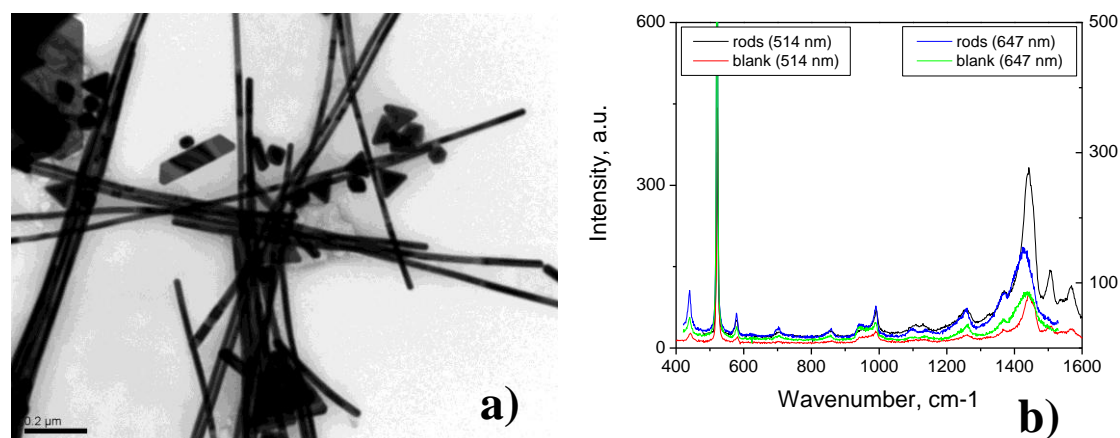 0.2 µm
a)
600
300
0
Intensity, a.u.
rods (514 nm)
blank (514 nm)
rods (647 nm)
blank (647 nm)
500
300
100
400 600 800 1000 1200 1400 1600
Wavenumber, cm-1
b)